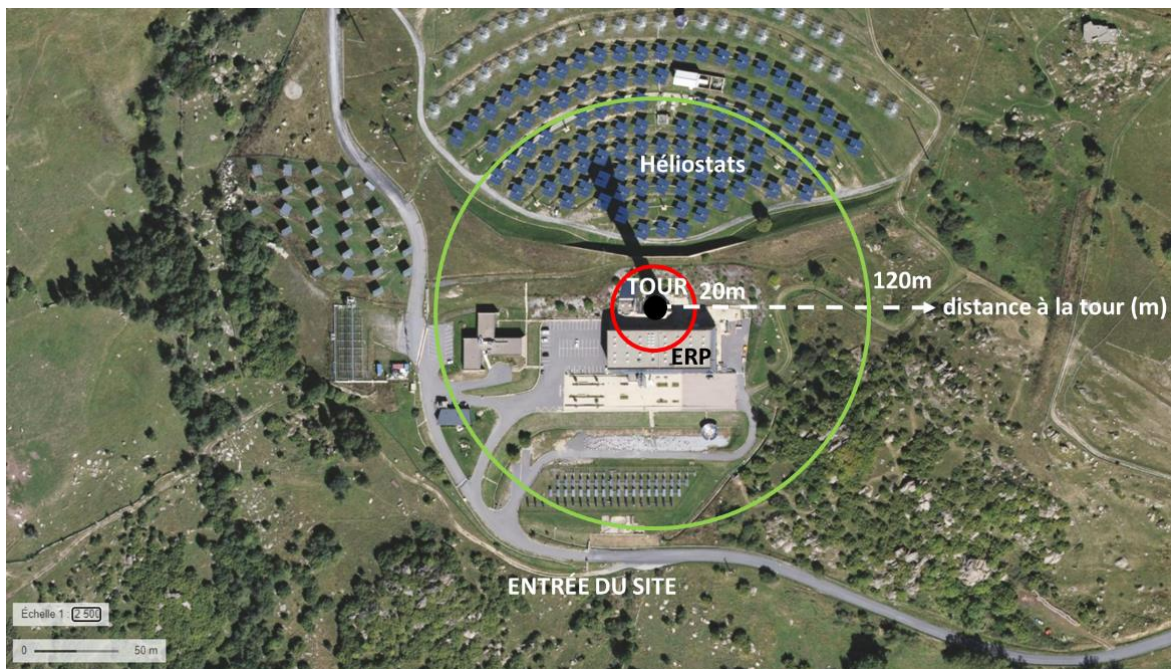 Héliostats
120m
TOUR
20m
distance à la tour (m)
ERP
ENTRÉE DU SITE
Échelle 1 : 2 500
0 50 m